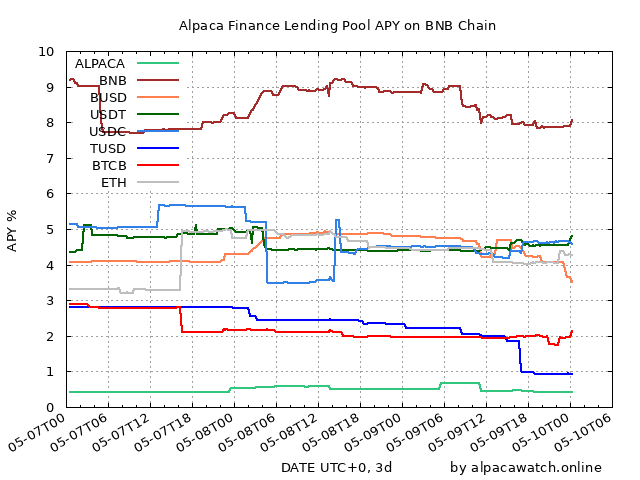 Alpaca Finance Lending Pool APY on BNB Chain
10
9
8
7
6
5
4
3
2
1
0
APY %
ALPACA
BNB
BUSD
USDT
USDC
TUSD
BTCB
ETH
05-07T00
05-07T06
05-07T12
05-07T18
05-08T00
05-08T06
05-08T12
05-08T18
05-09T00
05-09T06
05-09T12
05-09T18
05-10T00
05-10T06
DATE UTC+0, 3d
by alpacawatch.online